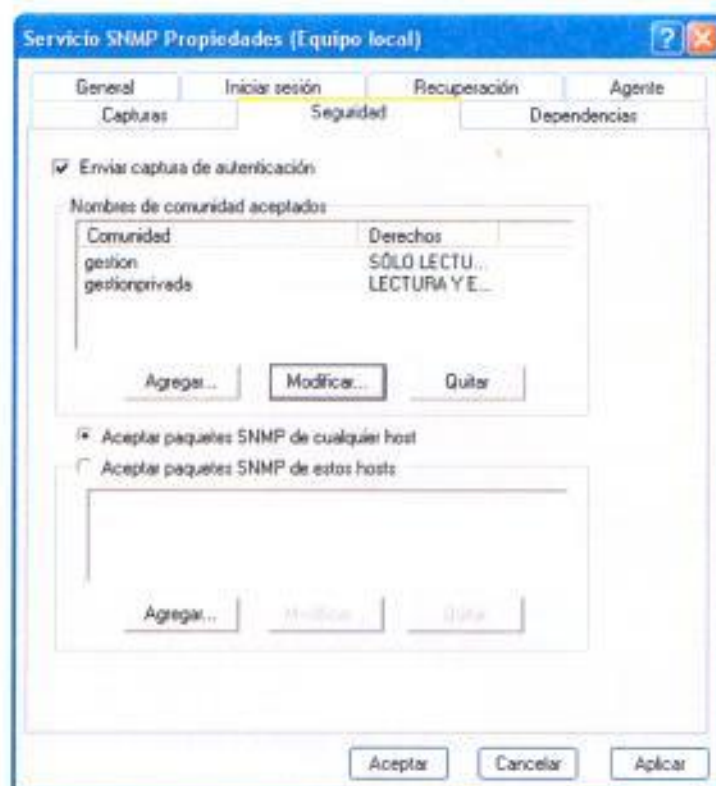 Servicio SNMP Propiedades (Equipo local)
General Iniciar sesión Recuperación Agente
Capturas Seguridad Dependencias
Enviar captura de autenticación
Nombres de comunidad aceptados
Comunidad Derechos
gestion SÓLO LECTU...
gestionprivada LECTURA Y E...
Agregar... Modificar... Quitar
Aceptar paquetes SNMP de cualquier host
Aceptar paquetes SNMP de estos hosts
Agregar... Modificar... Quitar
Aceptar Cancelar Aplicar